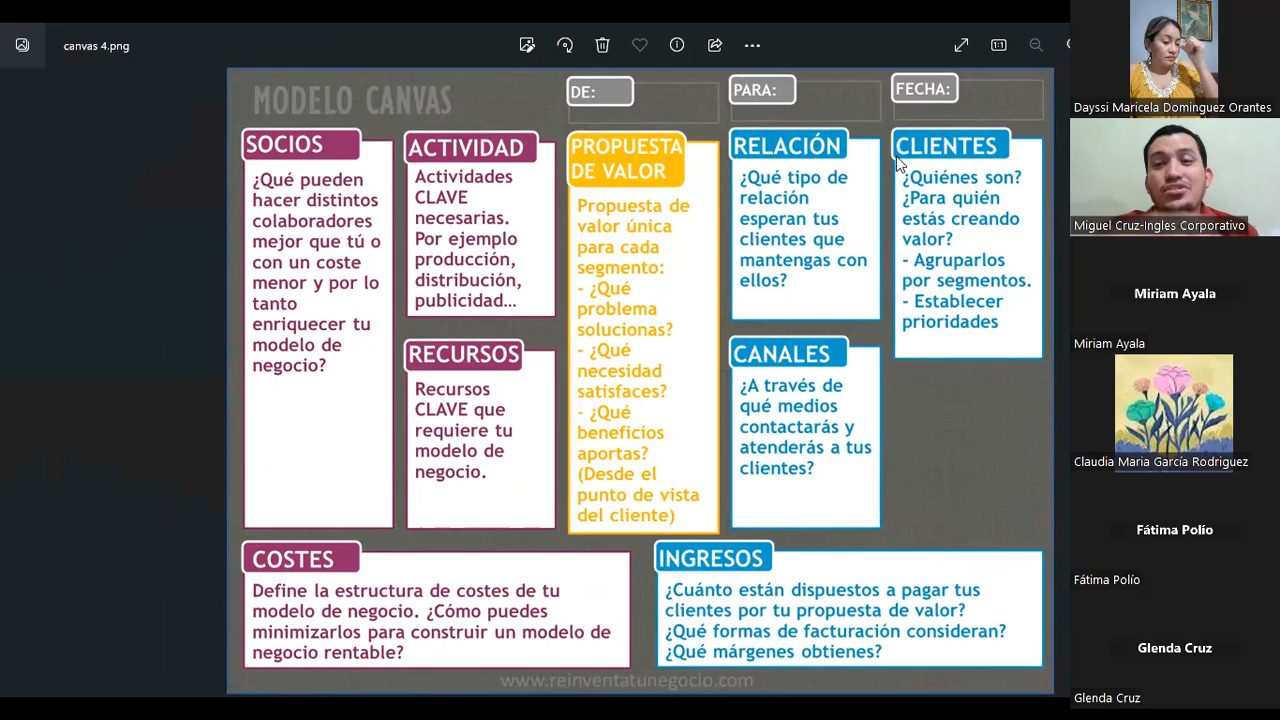 canvas 4.png
MODELO CANVAS
DE:
PARA:
FECHA:
SOCIOS
¿Qué pueden
hacer distintos
colaboradores
mejor que tú o
con un coste
menor y por lo
tanto
enriquecer tu
modelo de
negocio?
ACTIVIDAD
Actividades
CLAVE
necesarias.
Por ejemplo
producción,
distribución,
publicidad...
RECURSOS
Recursos
CLAVE que
requiere tu
modelo de
negocio.
PROPUESTA
DE VALOR
Propuesta de
valor única
para cada
segmento:
- ¿Qué
problema
solucionas?
- ¿Qué
necesidad
satisfaces?
- ¿Qué
beneficios
aportas?
(Desde el
punto de vista
del cliente)
RELACIÓN
¿Qué tipo de
relación
esperan tus
clientes que
mantengas con
ellos?
CANALES
¿A través de
qué medios
contactarás y
atenderás a tus
clientes?
CLIENTES
¿Quiénes son?
¿Para quién
estás creando
valor?
- Agruparlos
por segmentos.
- Establecer
prioridades
COSTES
Define la estructura de costes de tu
modelo de negocio. ¿Cómo puedes
minimizarlos para construir un modelo de
negocio rentable?
INGRESOS
¿Cuánto están dispuestos a pagar tus
clientes por tu propuesta de valor?
¿Qué formas de facturación consideran?
¿Qué márgenes obtienes?
www.reinventatunegocio.com
Dayssi Maricela Dominguez Orantes
Miguel Cruz-Ingles Corporativo
Miriam Ayala
Miriam Ayala
Claudia Maria García Rodriguez
Fátima Polío
Fátima Polío
Glenda Cruz
Glenda Cruz